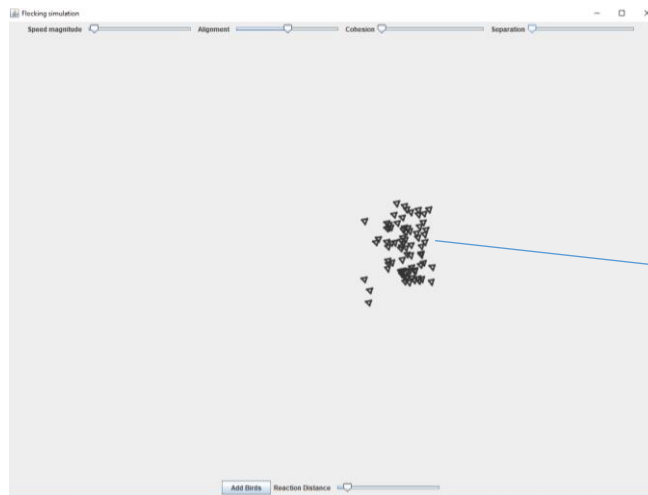 Flocking simulation
Speed magnitude Alignment Cohesion Separation
Add Birds Reaction Distance